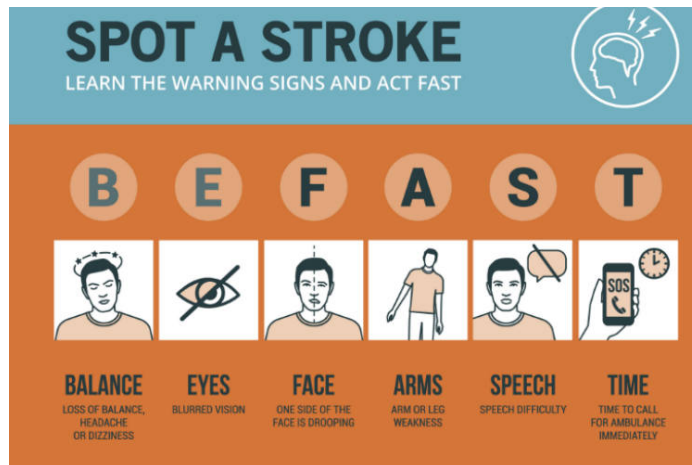 SPOT A STROKE
LEARN THE WARNING SIGNS AND ACT FAST
B E F A S T
SOS
BALANCE
LOSS OF BALANCE,
HEADACHE
OR DIZZINESS
EYES
BLURRED VISION
FACE
ONE SIDE OF THE
FACE IS DROOPING
ARMS
ARM OR LEG
WEAKNESS
SPEECH
SPEECH DIFFICULTY
TIME
TIME TO CALL
FOR AMBULANCE
IMMEDIATELY